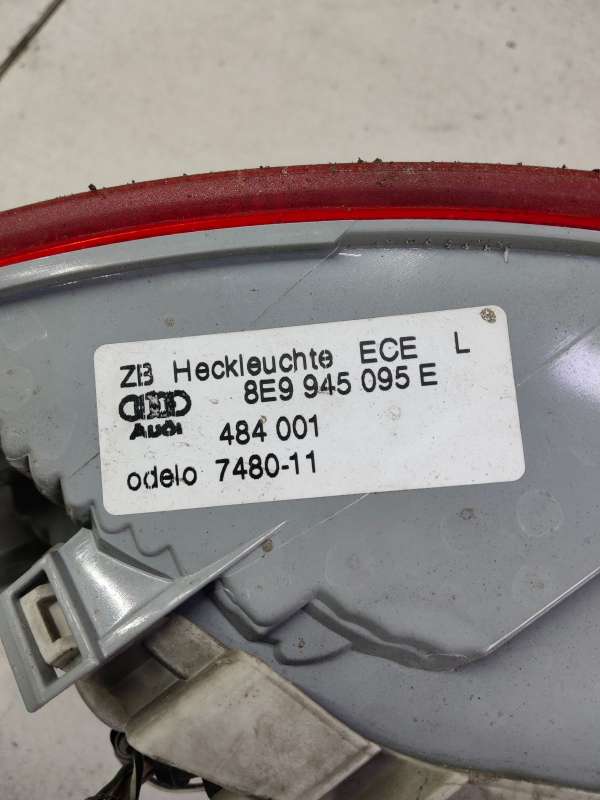 ZB Heckleuchte ECE L
8E9 945 095 E
Audi 484 001
odelo 7480-11